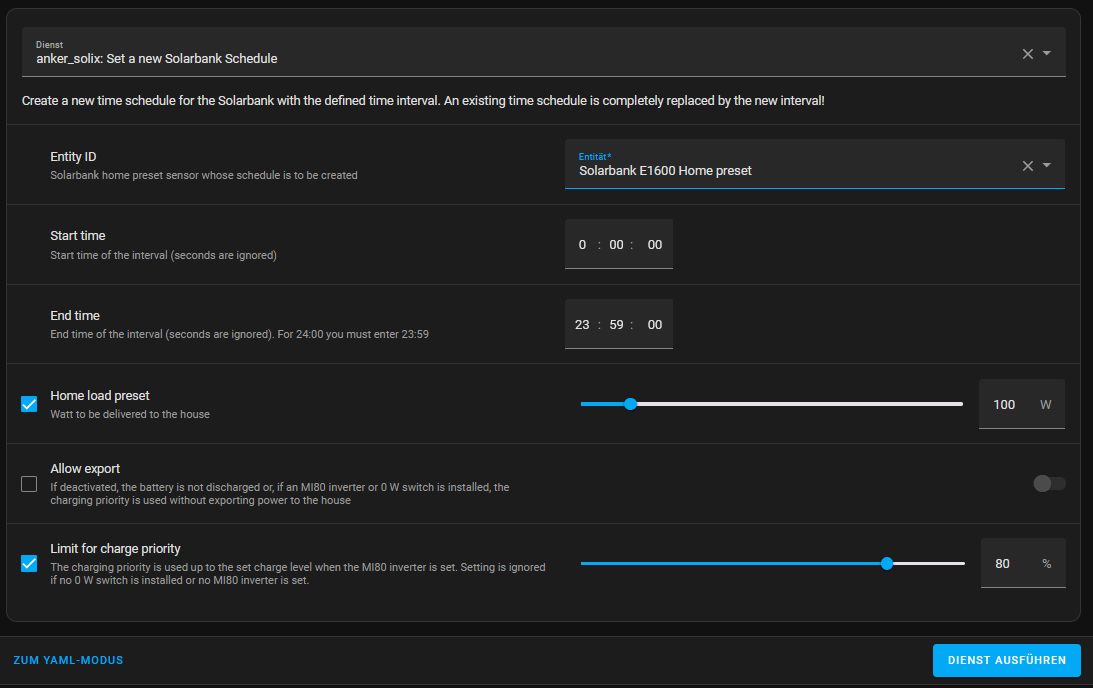 Dienst
anker_solix: Set a new Solarbank Schedule
Create a new time schedule for the Solarbank with the defined time interval. An existing time schedule is completely replaced by the new interval!
Entity ID
Solarbank home preset sensor whose schedule is to be created
Entität*
Solarbank E1600 Home preset
Start time
Start time of the interval (seconds are ignored)
0 : 00 : 00
End time
End time of the interval (seconds are ignored). For 24:00 you must enter 23:59
23 : 59 : 00
Home load preset
Watt to be delivered to the house
100 W
Allow export
If deactivated, the battery is not discharged or, if an MI80 inverter or 0 W switch is installed, the
charging priority is used without exporting power to the house
Limit for charge priority
The charging priority is used up to the set charge level when the MI80 inverter is set. Setting is ignored
if no 0 W switch is installed or no MI80 inverter is set.
80 %
ZUM YAML-MODUS
DIENST AUSFÜHREN